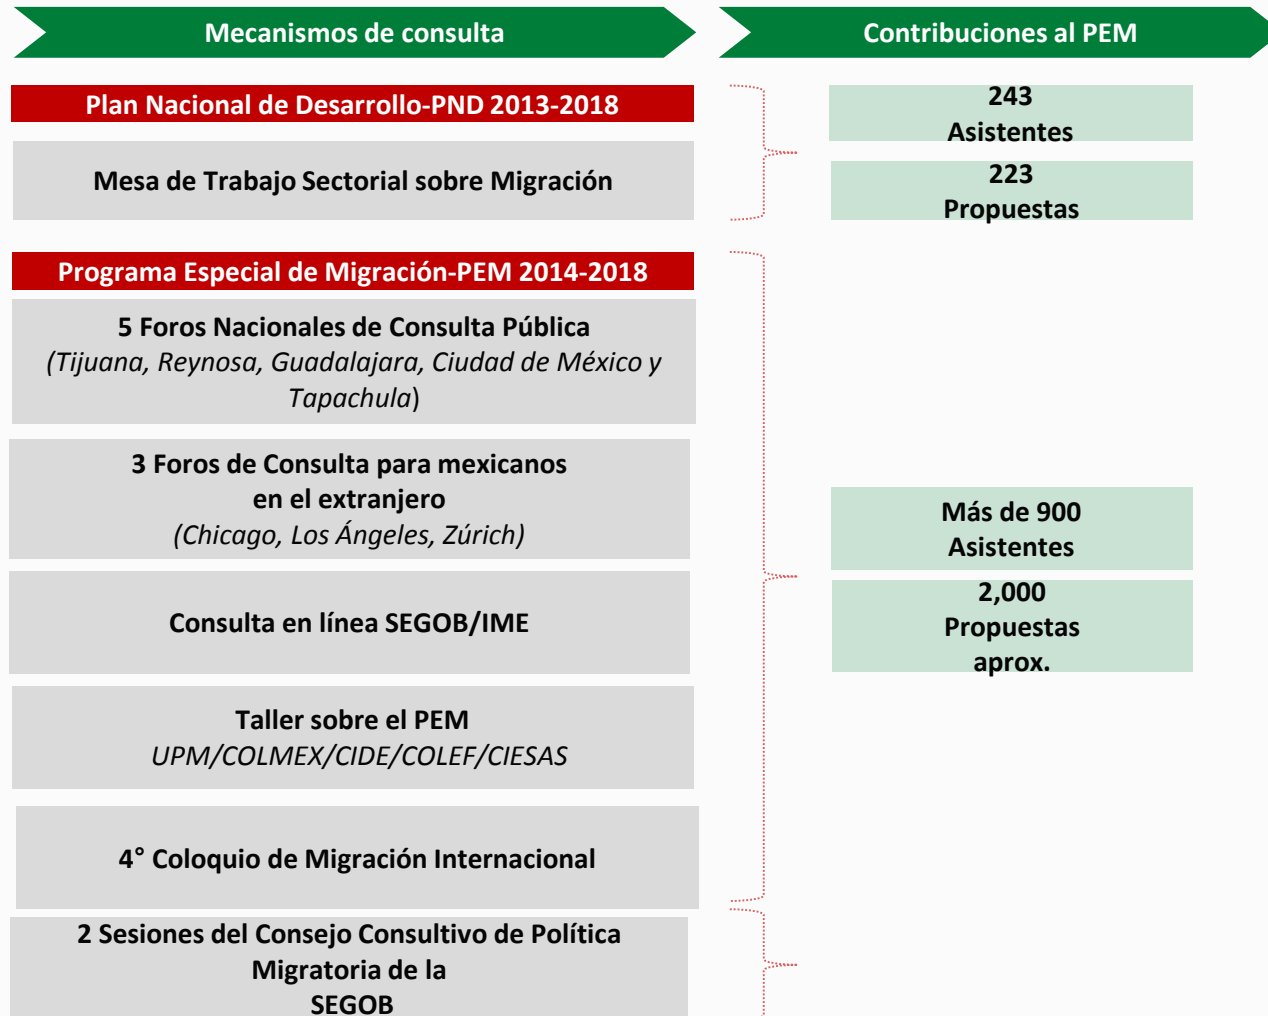 Mecanismos de consulta
Contribuciones al PEM
Plan Nacional de Desarrollo-PND 2013-2018
Mesa de Trabajo Sectorial sobre Migración
243
Asistentes
223
Propuestas
Programa Especial de Migración-PEM 2014-2018
5 Foros Nacionales de Consulta Pública
(Tijuana, Reynosa, Guadalajara, Ciudad de México y
Tapachula)
3 Foros de Consulta para mexicanos
en el extranjero
(Chicago, Los Ángeles, Zúrich)
Consulta en línea SEGOB/IME
Taller sobre el PEM
UPM/COLMEX/CIDE/COLEF/CIESAS
4° Coloquio de Migración Internacional
Más de 900
Asistentes
2,000
Propuestas
aprox.
2 Sesiones del Consejo Consultivo de Política
Migratoria de la
SEGOB